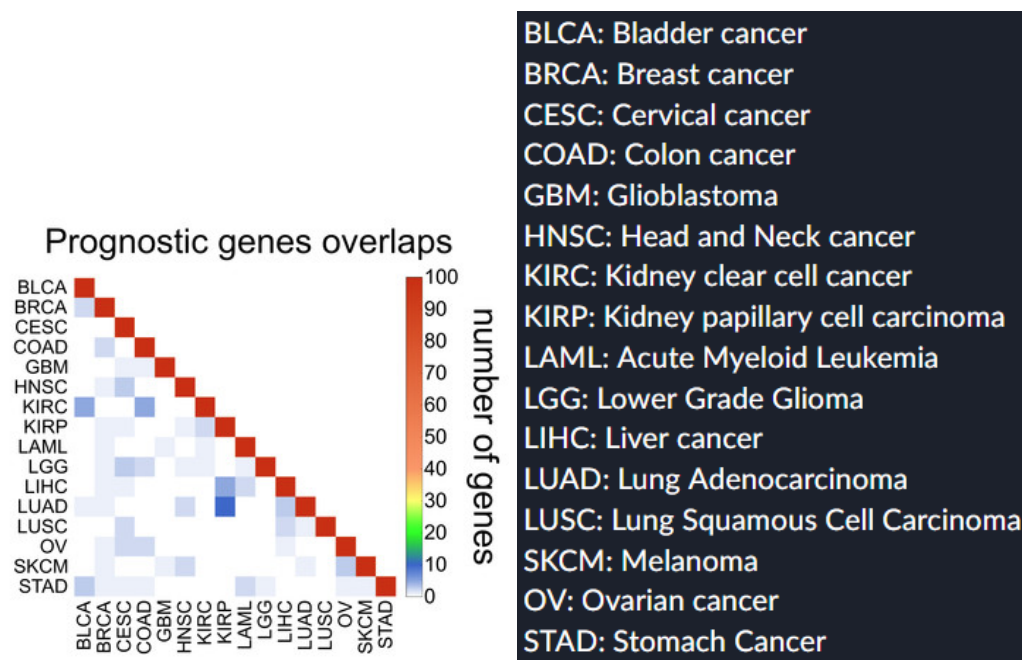 Prognostic genes overlaps
BLCA
BRCA
CESC
COAD
GBM
HNSC
KIRC
KIRP
LAML
LGG
LIHC
LUAD
LUSC
OV
SKCM
STAD
BLCA
BRCA
CESC
COAD
GBM
HNSC
KIRC
KIRP
LAML
LGG
LIHC
LUAD
LUSC
OV
SKCM
STAD
100
90
80
70
60
50
40
30
20
10
0
number of genes
BLCA: Bladder cancer
BRCA: Breast cancer
CESC: Cervical cancer
COAD: Colon cancer
GBM: Glioblastoma
HNSC: Head and Neck cancer
KIRC: Kidney clear cell cancer
KIRP: Kidney papillary cell carcinoma
LAML: Acute Myeloid Leukemia
LGG: Lower Grade Glioma
LIHC: Liver cancer
LUAD: Lung Adenocarcinoma
LUSC: Lung Squamous Cell Carcinoma
SKCM: Melanoma
OV: Ovarian cancer
STAD: Stomach Cancer